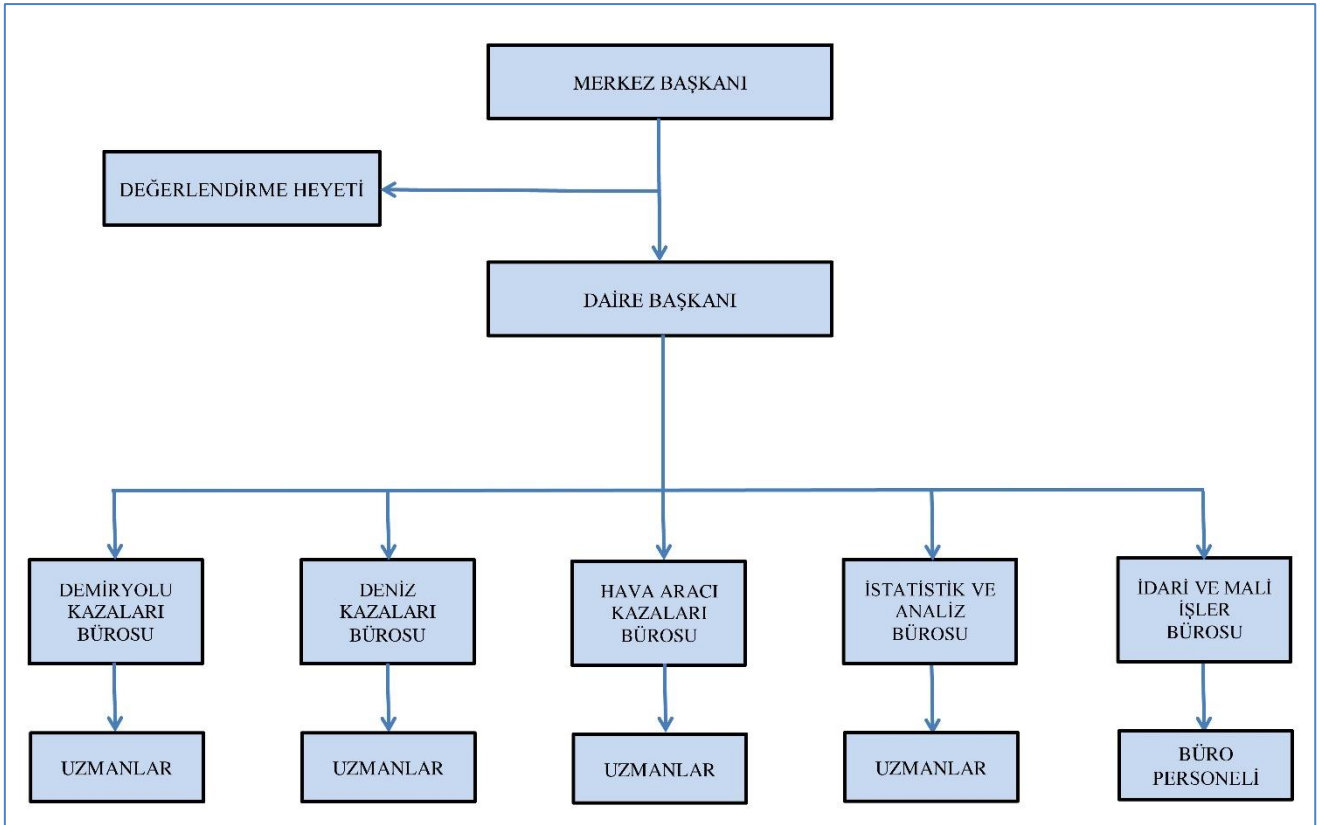 MERKEZ BAŞKANI
DEĞERLENDİRME HEYETİ
DAİRE BAŞKANI
DEMİRYOLU
KAZALARI
BÜROSU
DENİZ
KAZALARI
BÜROSU
HAVA ARACI
KAZALARI
BÜROSU
İSTATİSTİK VE
ANALİZ
BÜROSU
İDARİ VE MALİ
İŞLER
BÜROSU
UZMANLAR
UZMANLAR
UZMANLAR
UZMANLAR
BÜRO
PERSONELİ